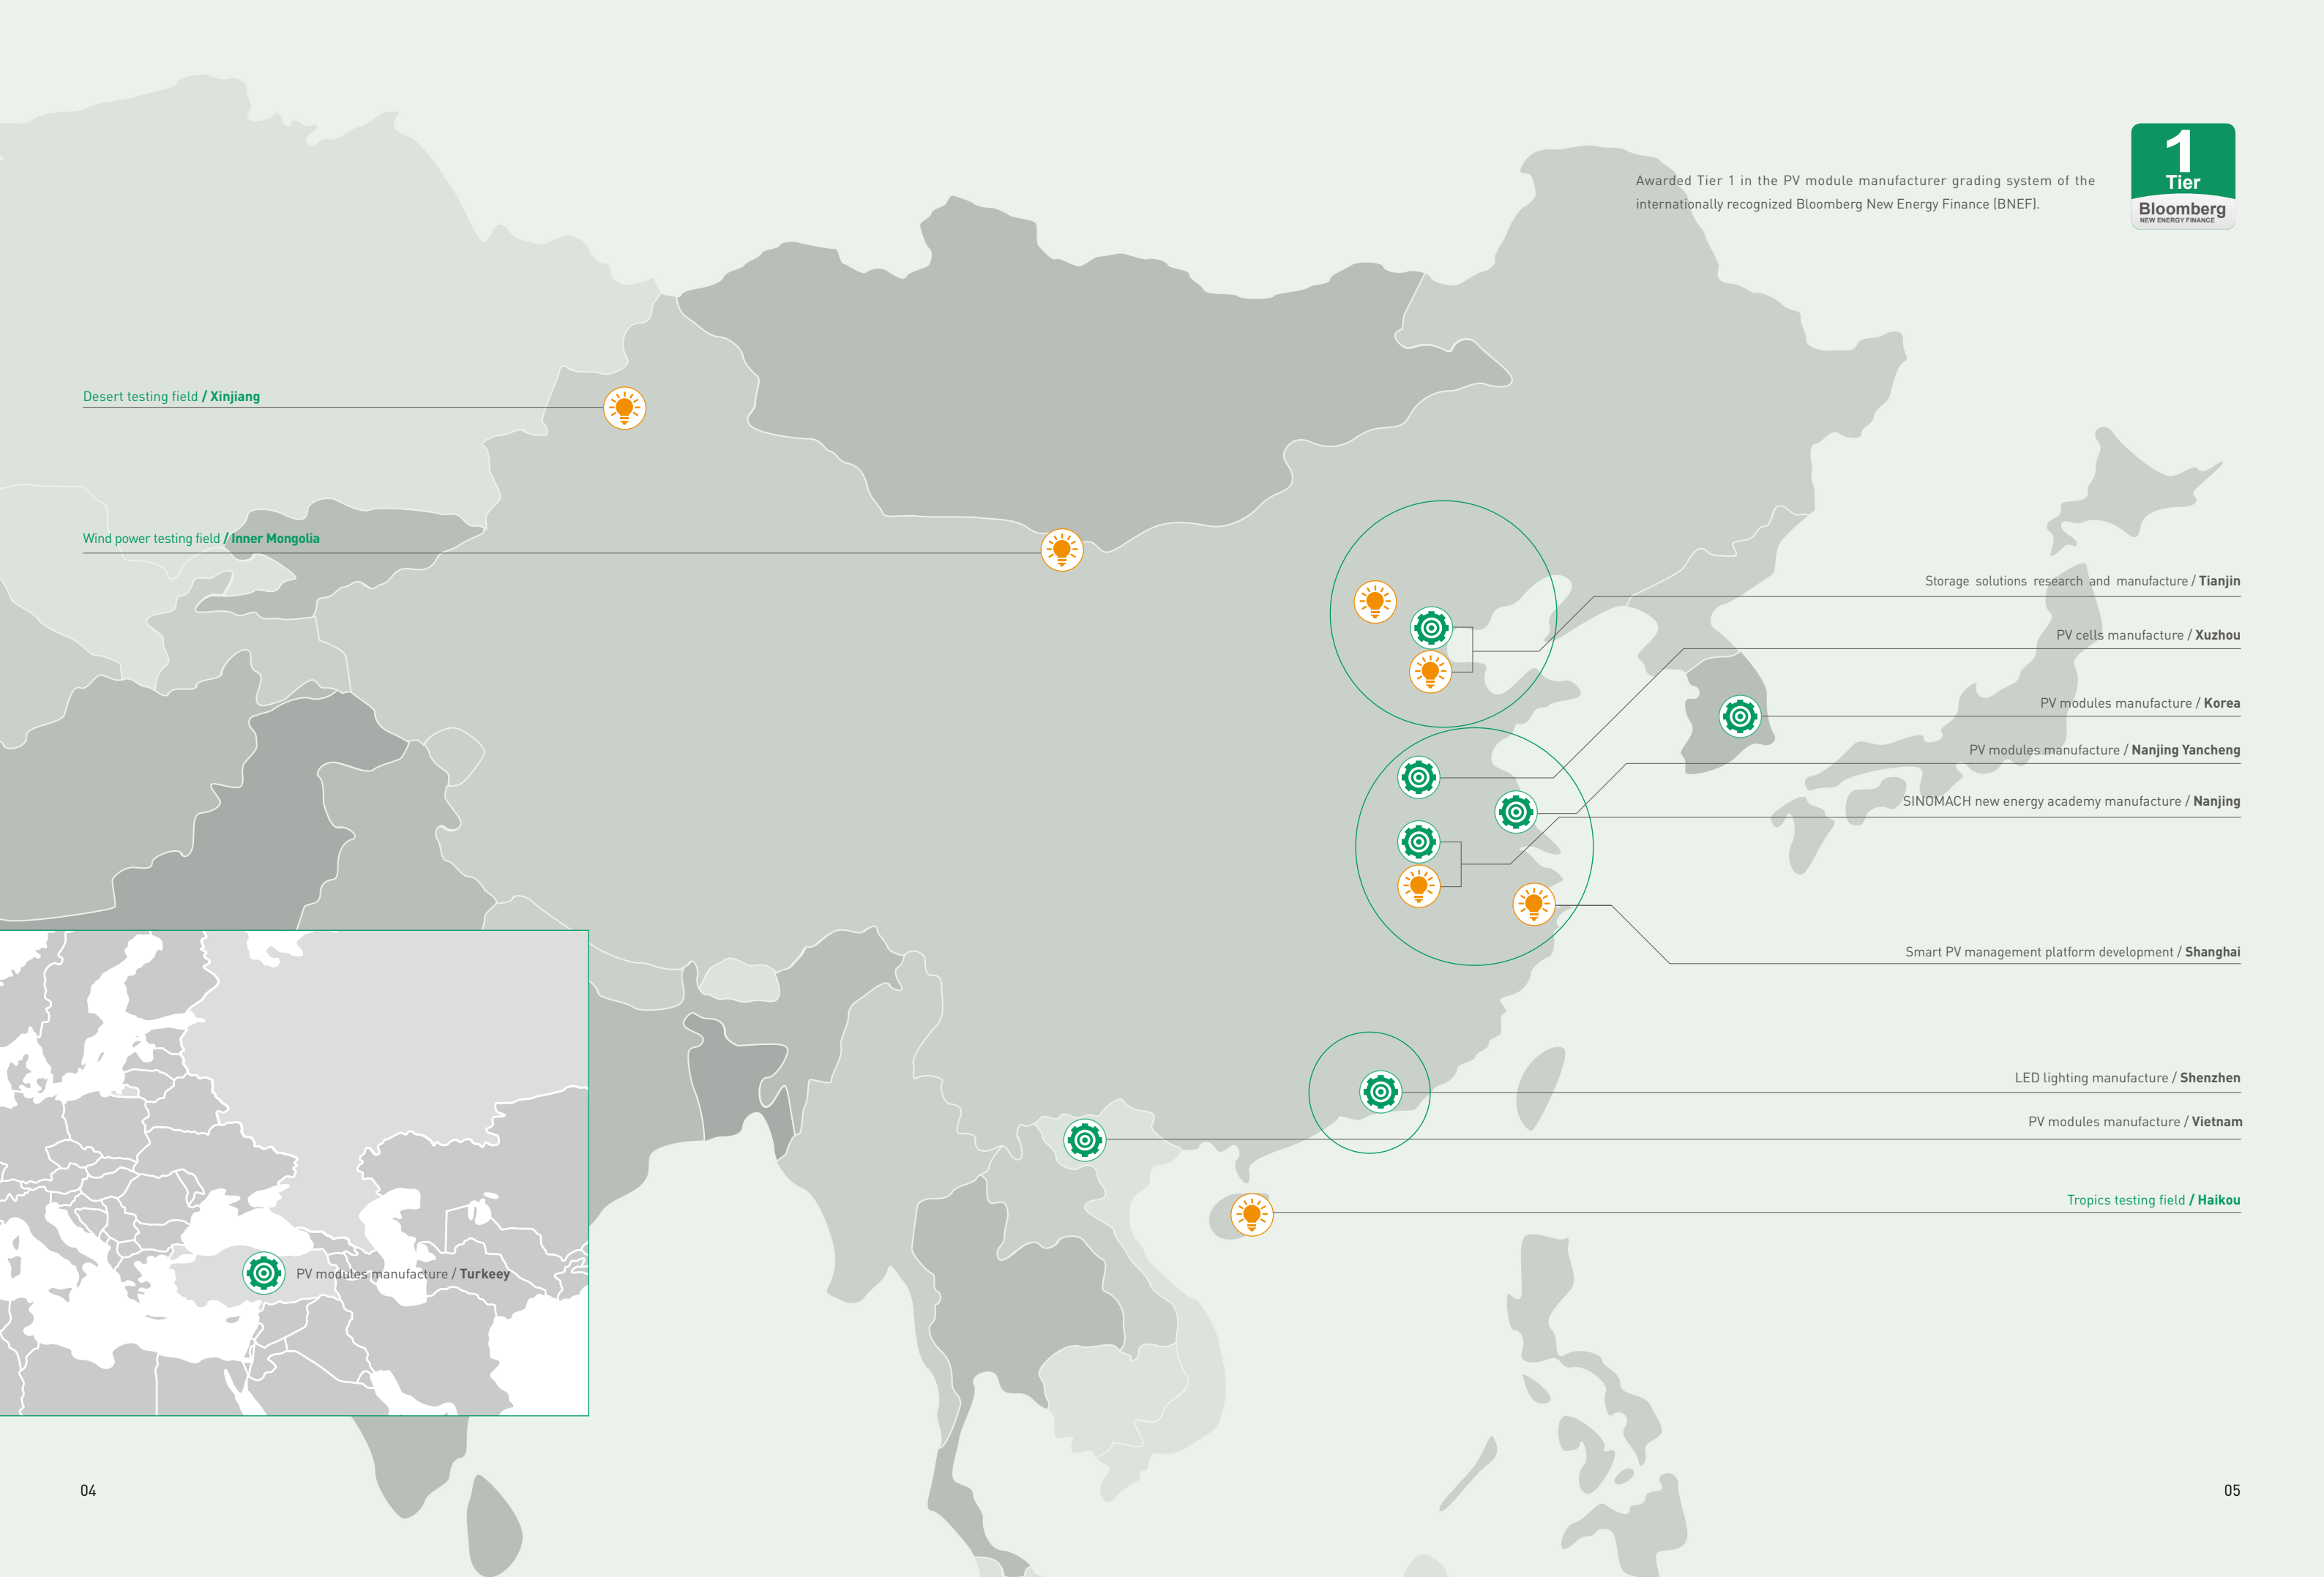 Awarded Tier 1 in the PV module manufacturer grading system of the
internationally recognized Bloomberg New Energy Finance (BNEF).
1
Tier
Bloomberg
NEW ENERGY FINANCE
Desert testing field / Xinjiang
Wind power testing field / Inner Mongolia
Storage solutions research and manufacture / Tianjin
PV cells manufacture / Xuzhou
PV modules manufacture / Korea
PV modules manufacture / Nanjing Yancheng
SINOMACH new energy academy manufacture / Nanjing
Smart PV management platform development / Shanghai
LED lighting manufacture / Shenzhen
PV modules manufacture / Vietnam
Tropics testing field / Haikou
PV modules manufacture / Turkeey
04
05